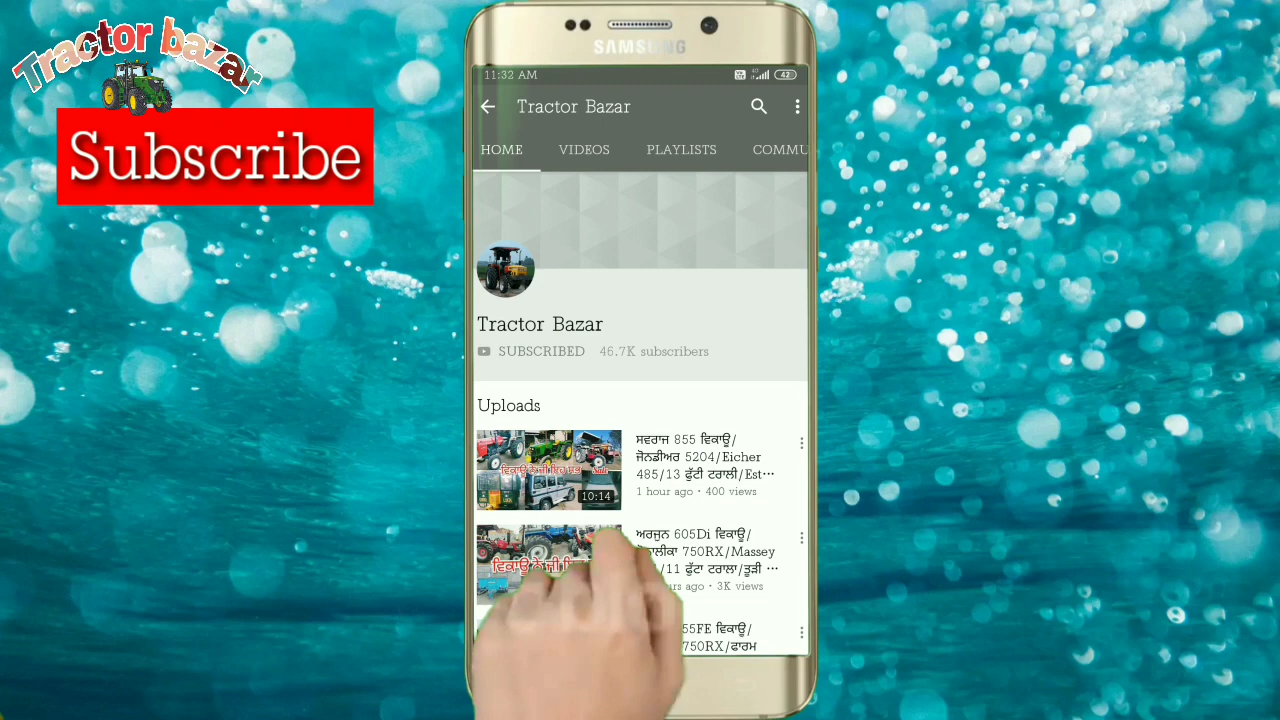 Tractor bazar
Subscribe
SAMSUNG
11:32 AM
42
Tractor Bazar
HOME VIDEOS PLAYLISTS COMMU
Tractor Bazar
SUBSCRIBED 46.7K subscribers
Uploads
ਸਵਰਾਜ 855 ਵਿਕਾਊ/
ਜੋਨਡੀਅਰ 5204/Eicher
485/13 ਫੁੱਟੀ ਟਰਾਲੀ/Est...
1 hour ago • 400 views
10:14
ਅਰਜੁਨ 605Di ਵਿਕਾਊ/
750RX/Massey
/11 ਫੁੱਟਾ ਟਰਾਲਾ/ਤੂੜੀ ...
ago • 3K views
ਵਿਕਾਊ ਨੇ ਜੀ
55FE ਵਿਕਾਊ/
750RX/ਫਾਰਮ